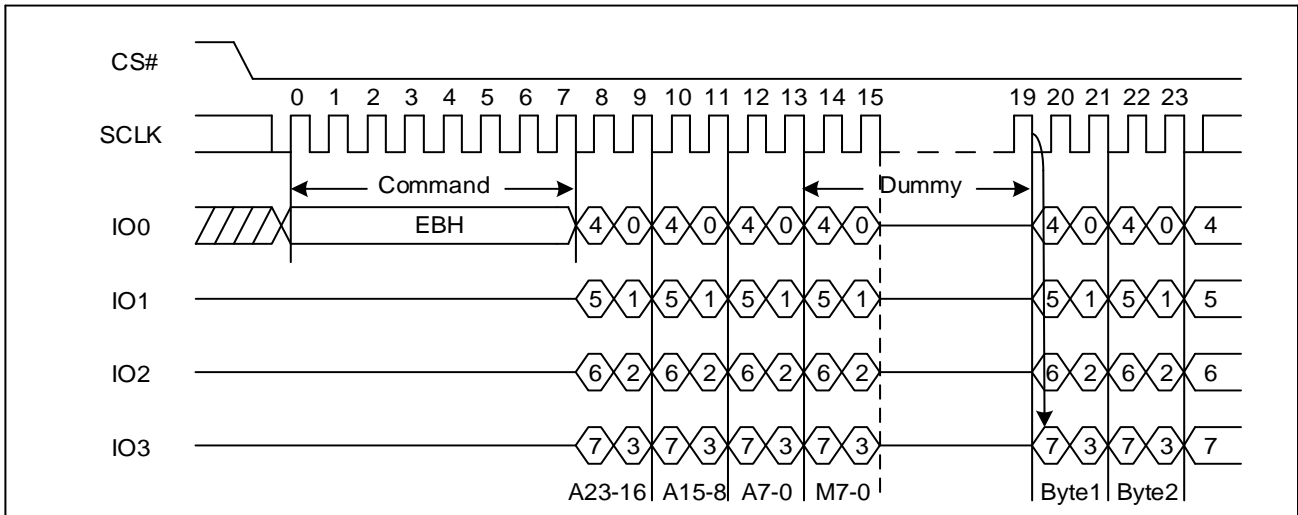 CS#
0 1 2 3 4 5 6 7 8 9 10 11 12 13 14 15 19 20 21 22 23
SCLK
Command Dummy
IO0 EBH 4 0 4 0 4 0 4 0 4 0 4 0 4
IO1 5 1 5 1 5 1 5 1 5 1 5 1 5
IO2 6 2 6 2 6 2 6 2 6 2 6 2 6
IO3 7 3 7 3 7 3 7 3 7 3 7 3 7
A23-16 A15-8 A7-0 M7-0 Byte1 Byte2